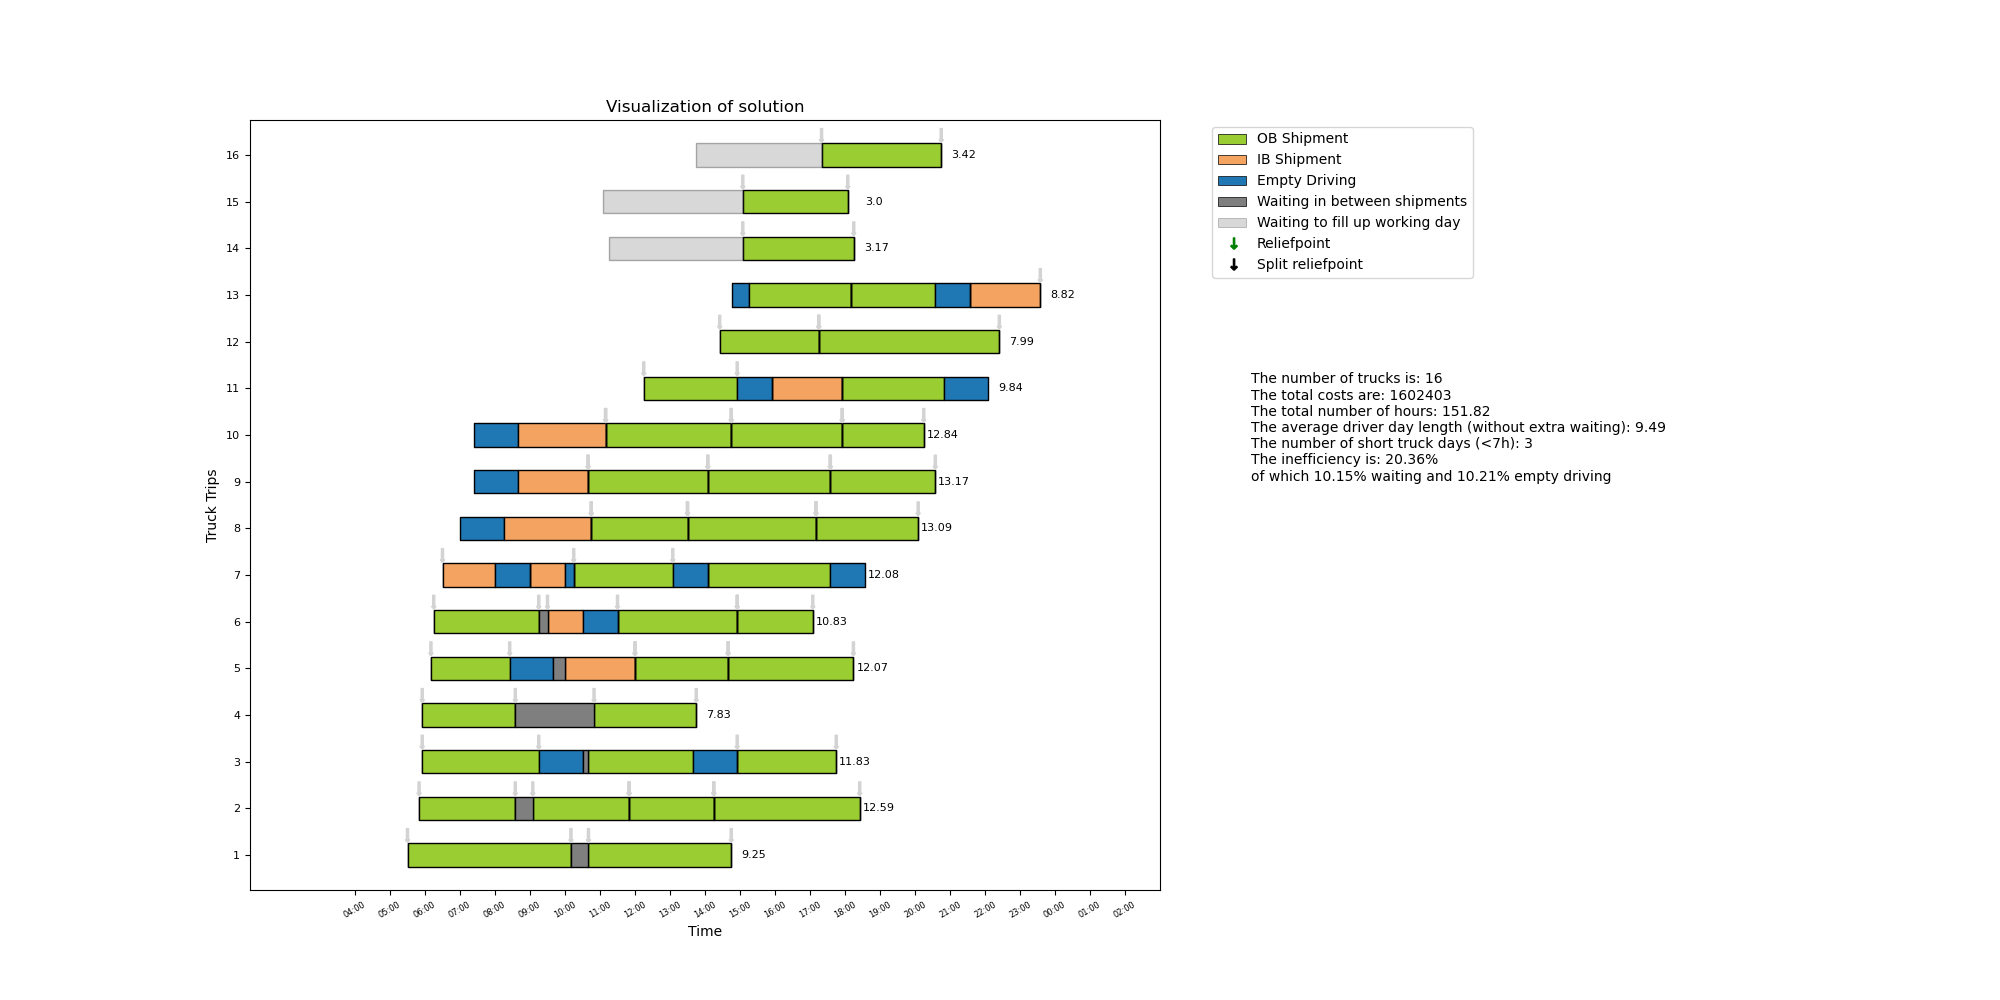 Visualization of solution
16
15
14
13
12
11
10
9
8
7
6
5
4
3
2
1
Truck Trips
3.42
3.0
3.17
8.82
7.99
9.84
12.84
13.17
13.09
12.08
10.83
12.07
7.83
11.83
12.59
9.25
04:00 05:00 06:00 07:00 08:00 09:00 10:00 11:00 12:00 13:00 14:00 15:00 16:00 17:00 18:00 19:00 20:00 21:00 22:00 23:00 00:00 01:00 02:00
Time
OB Shipment
IB Shipment
Empty Driving
Waiting in between shipments
Waiting to fill up working day
Reliefpoint
Split reliefpoint
The number of trucks is: 16
The total costs are: 1602403
The total number of hours: 151.82
The average driver day length (without extra waiting): 9.49
The number of short truck days (<7h): 3
The inefficiency is: 20.36%
of which 10.15% waiting and 10.21% empty driving